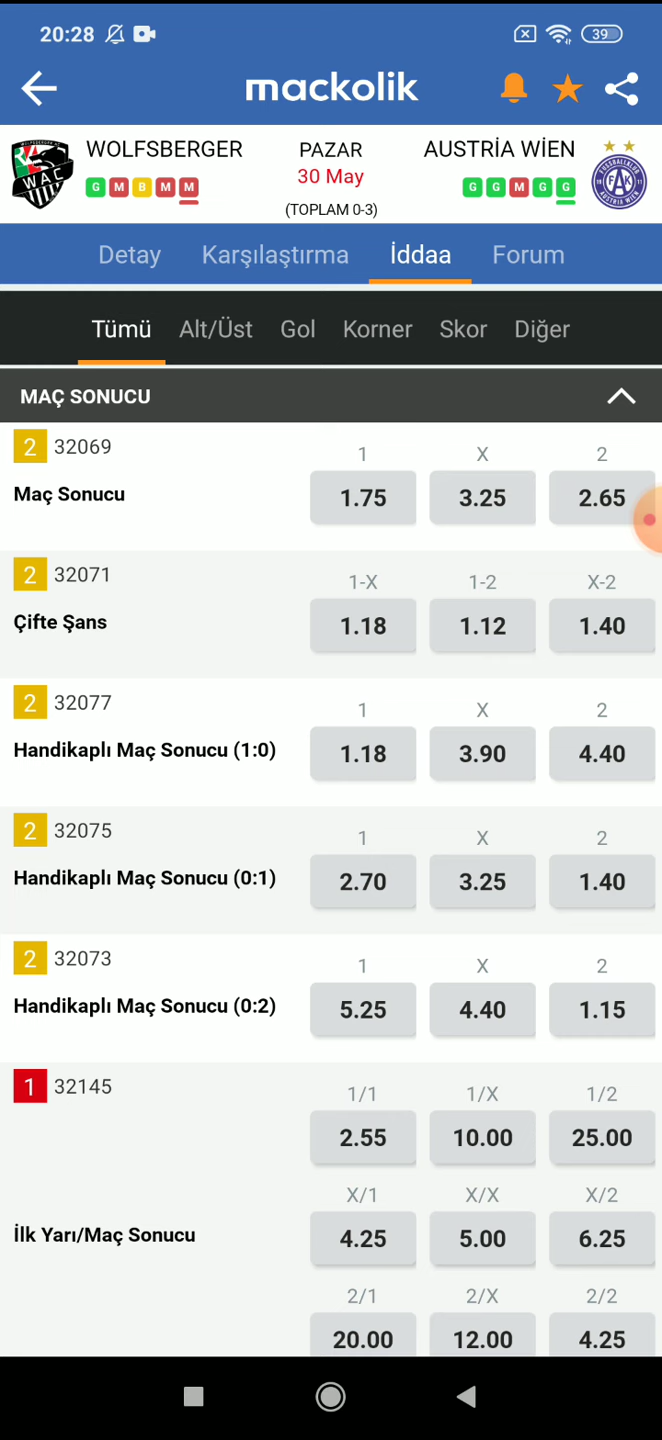 20:28 39
mackolik
WOLFSBERGER PAZAR AUSTRİA WİEN
G M B M M 30 May G G M G G
(TOPLAM 0-3)
WAC
FAK
Detay Karşılaştırma İddaa Forum
Tümü Alt/Üst Gol Korner Skor Diğer
MAÇ SONUCU
2 32069 1 X 2
Maç Sonucu 1.75 3.25 2.65
2 32071 1-X 1-2 X-2
Çifte Şans 1.18 1.12 1.40
2 32077 1 X 2
Handikaplı Maç Sonucu (1:0) 1.18 3.90 4.40
2 32075 1 X 2
Handikaplı Maç Sonucu (0:1) 2.70 3.25 1.40
2 32073 1 X 2
Handikaplı Maç Sonucu (0:2) 5.25 4.40 1.15
1 32145 1/1 1/X 1/2
2.55 10.00 25.00
X/1 X/X X/2
İlk Yarı/Maç Sonucu 4.25 5.00 6.25
2/1 2/X 2/2
20.00 12.00 4.25